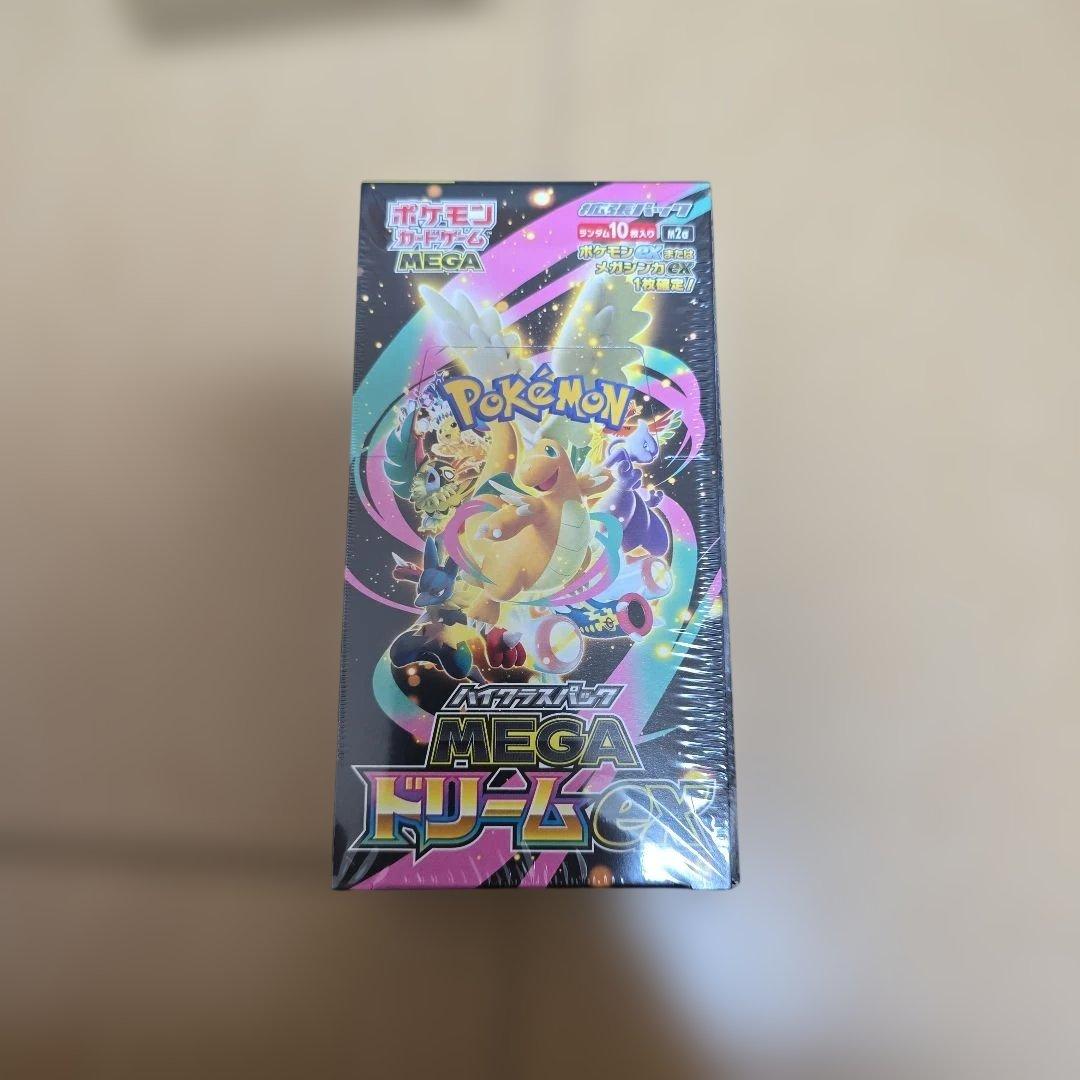 ポケモン
カードゲーム
MEGA
拡張パック
ランダム10枚入り M2a
ポケモンexまたは
メガシンカex
1枚確定!
POKéMON
ハイクラスパック
MEGA
ドリームex